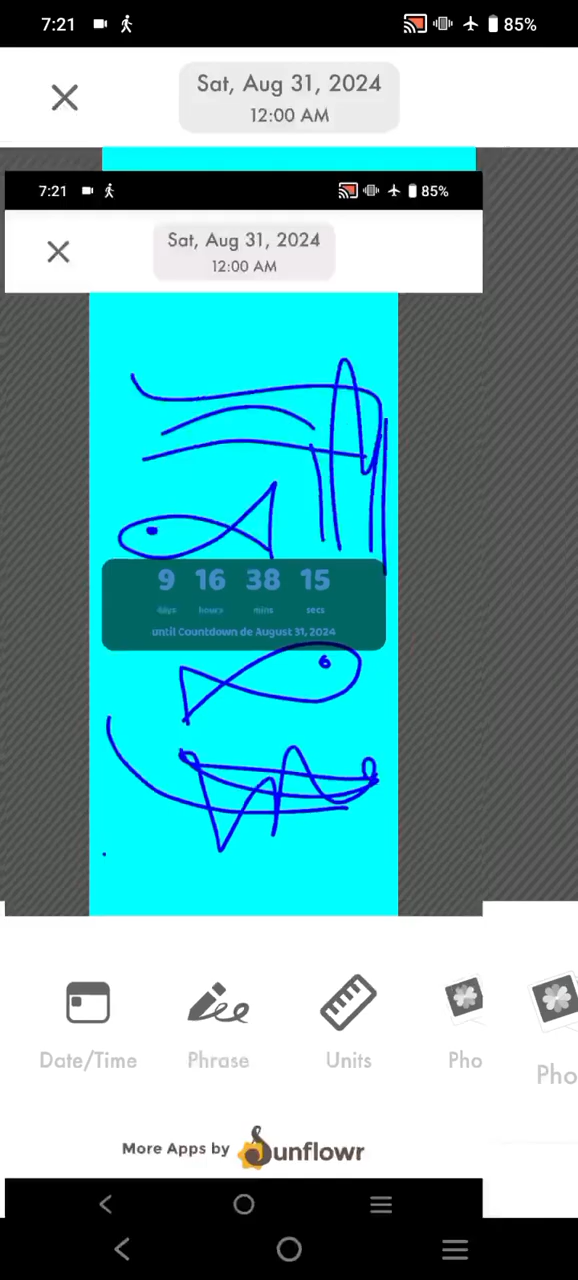 7:21 85%
Sat, Aug 31, 2024
12:00 AM
7:21 85%
Sat, Aug 31, 2024
12:00 AM
9 16 38 15
days hours mins secs
until Countdown de August 31, 2024
Date/Time Phrase Units Pho
Pho
More Apps by Sunflowr